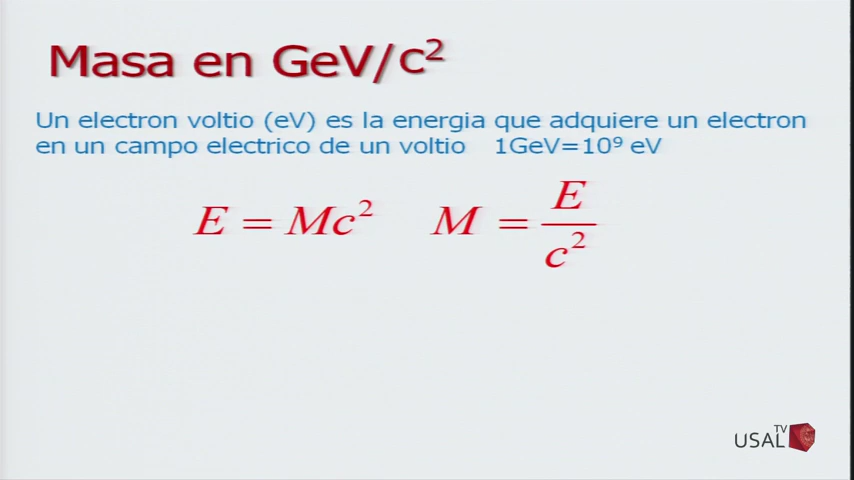 Masa en GeV/c²
Un electron voltio (eV) es la energia que adquiere un electron
en un campo electrico de un voltio 1GeV=10⁹ eV
E = Mc² M = E/c²
TV
USAL